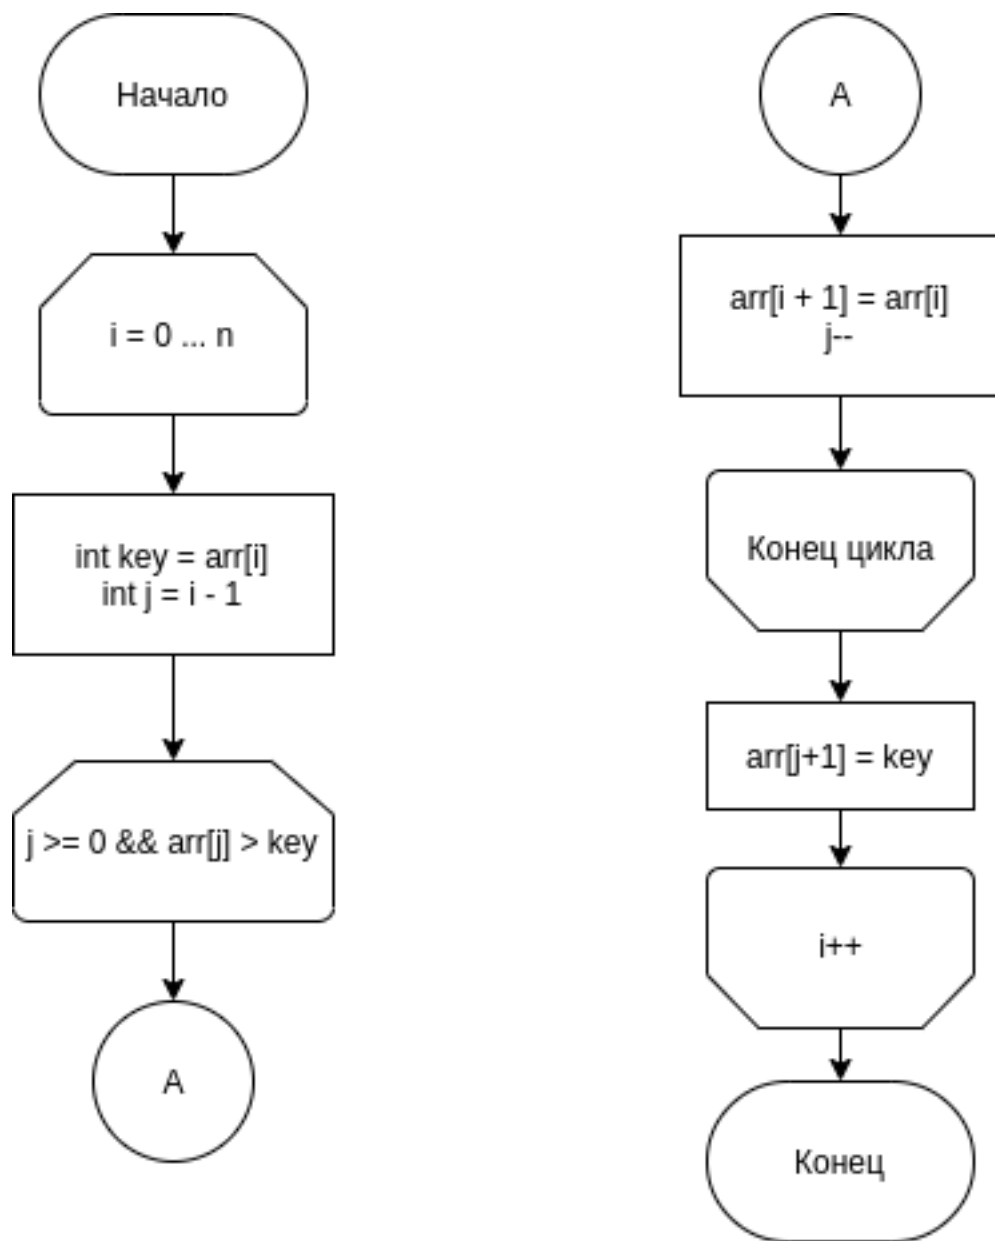 Начало
i = 0 ... n
int key = arr[i]
int j = i - 1
j >= 0 && arr[j] > key
A
A
arr[i + 1] = arr[i]
j--
Конец цикла
arr[j+1] = key
i++
Конец